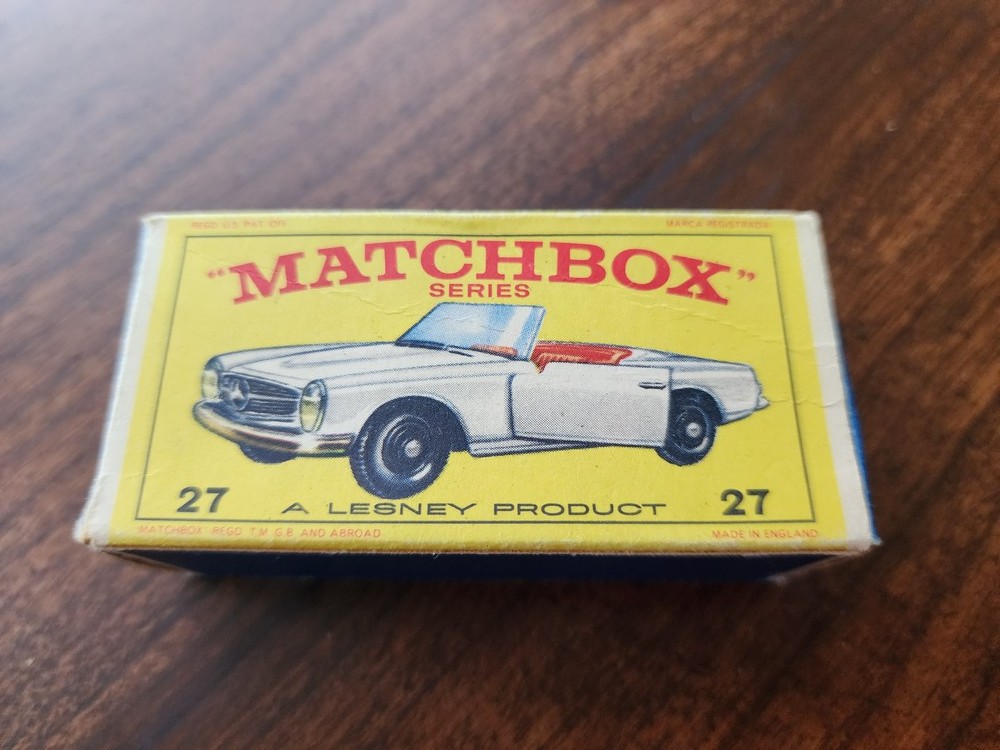 REGD U.S. PAT. OFF. MARCA REGISTRADA
"MATCHBOX"
SERIES
27 A LESNEY PRODUCT 27
MATCHBOX REGD. T.M. G.B. AND ABROAD MADE IN ENGLAND